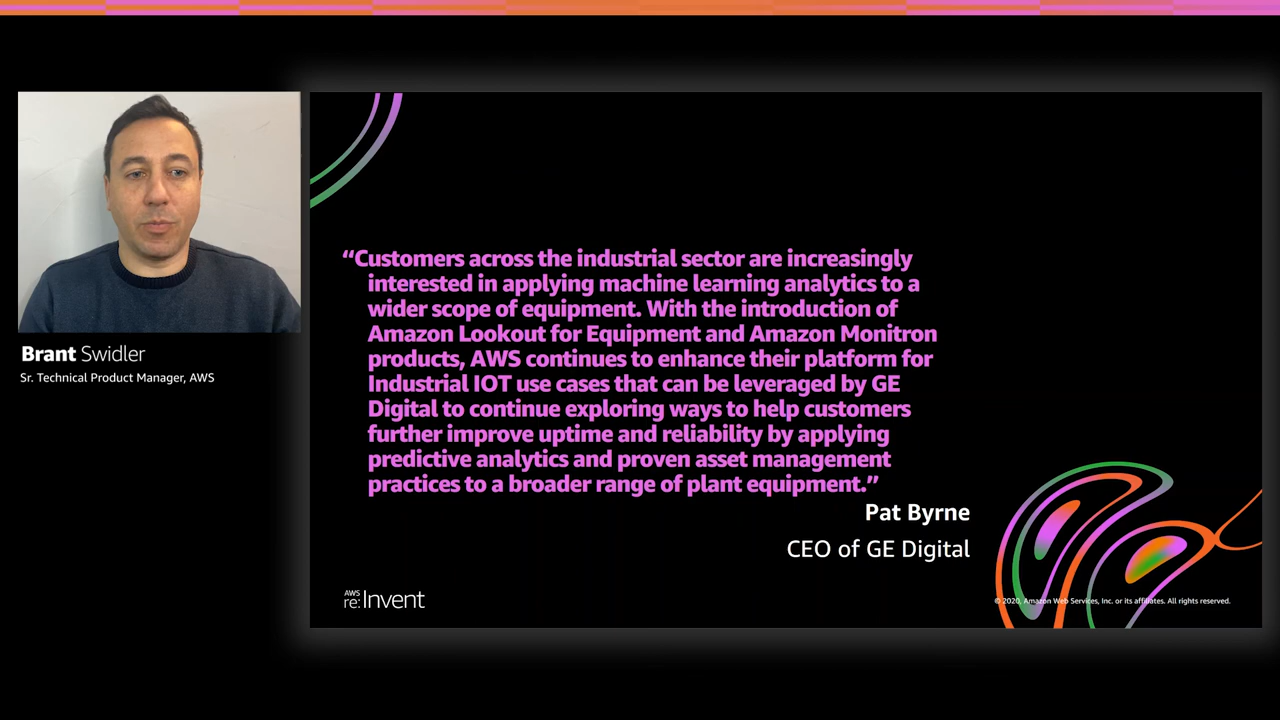 Brant Swidler
Sr. Technical Product Manager, AWS
“Customers across the industrial sector are increasingly
interested in applying machine learning analytics to a
wider scope of equipment. With the introduction of
Amazon Lookout for Equipment and Amazon Monitron
products, AWS continues to enhance their platform for
Industrial IOT use cases that can be leveraged by GE
Digital to continue exploring ways to help customers
further improve uptime and reliability by applying
predictive analytics and proven asset management
practices to a broader range of plant equipment.”
Pat Byrne
CEO of GE Digital
AWS
re:Invent
© 2020, Amazon Web Services, Inc. or its affiliates. All rights reserved.